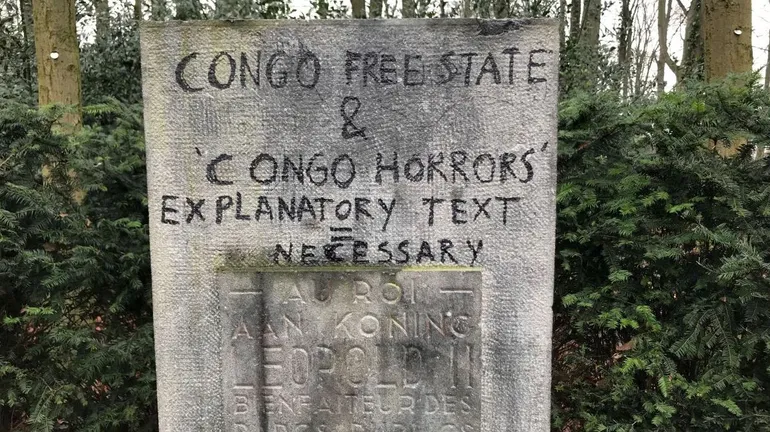 CONGO FREE STATE
&
'CONGO HORRORS'
EXPLANATORY TEXT
=
NECESSARY
— AU ROI —
AAN KONING
LEOPOLD II
BIENFAITEUR DES